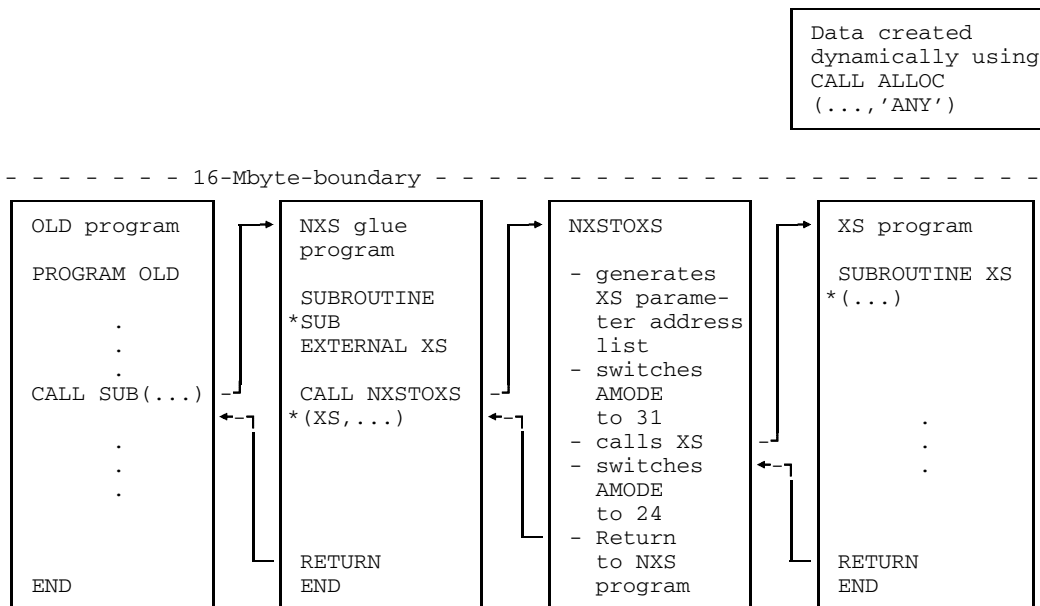 Data created
dynamically using
CALL ALLOC
(...,'ANY')
- - - - - - - 16-Mbyte-boundary - - - - - - - - - - - - - - - - - - - - - - -
OLD program
PROGRAM OLD
.
.
.
CALL SUB(...)
.
.
.
END
NXS glue
program
SUBROUTINE
*SUB
EXTERNAL XS
CALL NXSTOXS
*(XS,...)
RETURN
END
NXSTOXS
- generates
XS parame-
ter address
list
- switches
AMODE
to 31
- calls XS
- switches
AMODE
to 24
- Return
to NXS
program
XS program
SUBROUTINE XS
*(...)
.
.
.
RETURN
END